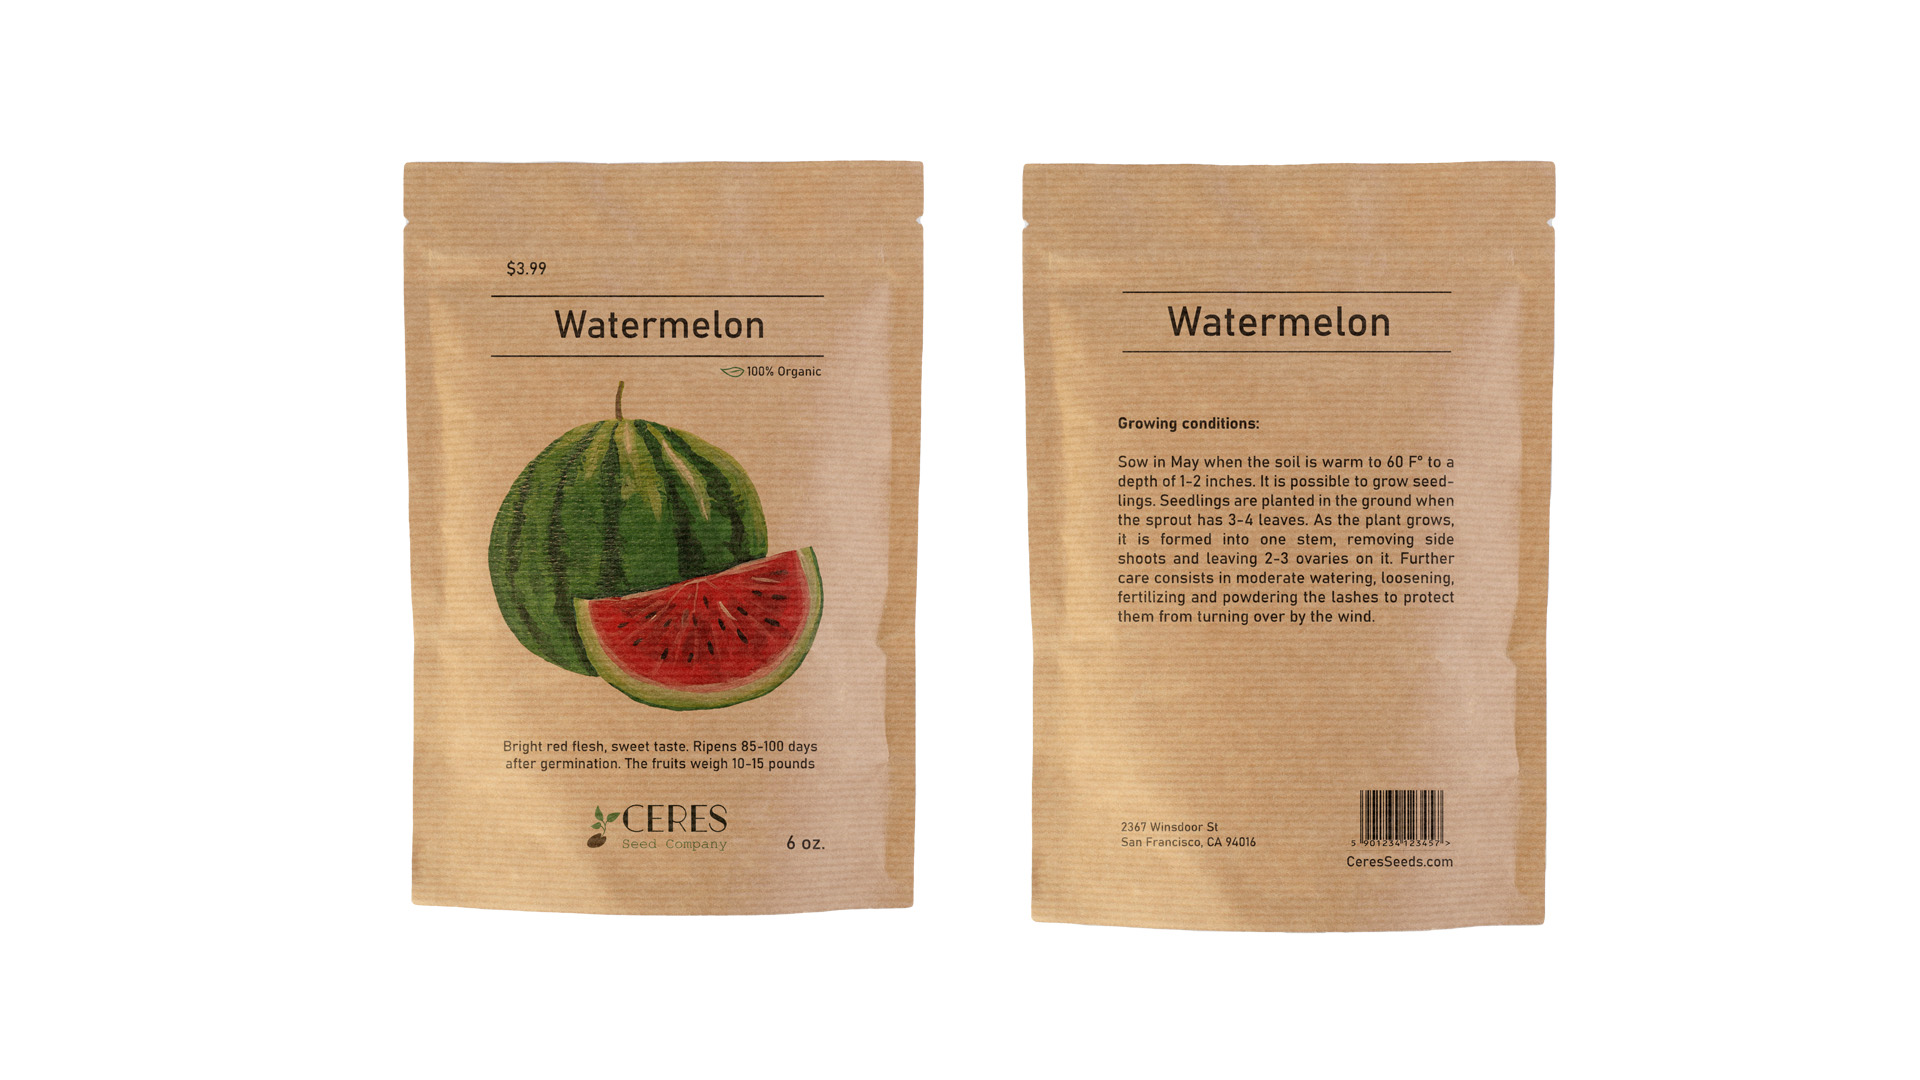 $3.99
Watermelon
100% Organic
Bright red flesh, sweet taste. Ripens 85-100 days
after germination. The fruits weigh 10-15 pounds
CERES
Seed Company
6 oz.
Watermelon
Growing conditions:
Sow in May when the soil is warm to 60 F° to a
depth of 1-2 inches. It is possible to grow seed-
lings. Seedlings are planted in the ground when
the sprout has 3-4 leaves. As the plant grows,
it is formed into one stem, removing side
shoots and leaving 2-3 ovaries on it. Further
care consists in moderate watering, loosening,
fertilizing and powdering the lashes to protect
them from turning over by the wind.
2367 Winsdoor St
San Francisco, CA 94016
5 901234 123457 >
CeresSeeds.com